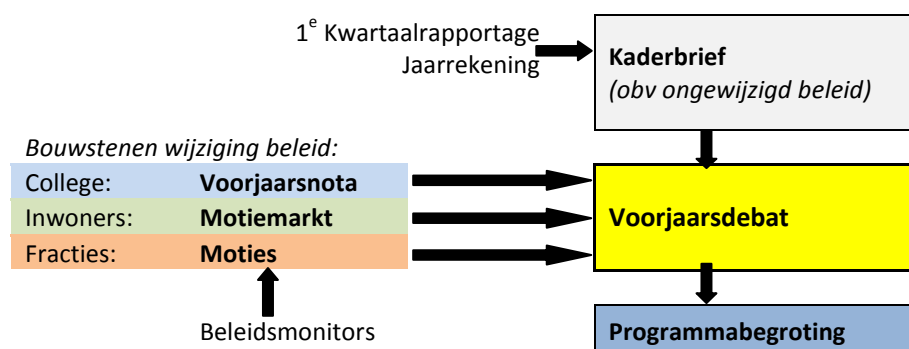 1e Kwartaalrapportage
Jaarrekening
Kaderbrief
(obv ongewijzigd beleid)
Bouwstenen wijziging beleid:
College: Voorjaarsnota
Inwoners: Motiemarkt
Fracties: Moties
Voorjaarsdebat
Beleidsmonitors
Programmabegroting